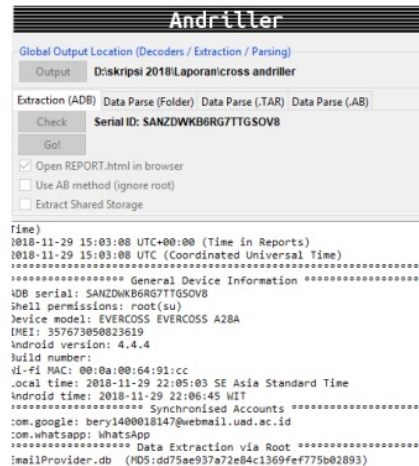 Andriller
Global Output Location (Decoders / Extraction / Parsing)
Output D:\skripsi 2018\Laporan\cross andriller
Extraction (ADB) Data Parse (Folder) Data Parse (.TAR) Data Parse (.AB)
Check Serial ID: SANZDWKB6RG7TTGSOV8
Go!
Open REPORT.html in browser
Use AB method (ignore root)
Extract Shared Storage
Time)
2018-11-29 15:03:08 UTC+00:00 (Time in Reports)
2018-11-29 15:03:08 UTC (Coordinated Universal Time)
General Device Information
ADB serial: SANZDWKB6RG7TTGSOV8
Shell permissions: root(su)
Device model: EVERCOSS EVERCOSS A28A
IMEI: 357673050823619
Android version: 4.4.4
Build number:
Wi-fi MAC: 00:0a:00:64:91:cc
Local time: 2018-11-29 22:05:03 SE Asia Standard Time
Android time: 2018-11-29 22:06:45 WIT
Synchronised Accounts
com.google: bery1400018147@webmail.uad.ac.id
com.whatsapp: WhatsApp
Data Extraction via Root
EmailProvider.db (MD5:dd75ae937a72e84c1369fef775b02893)